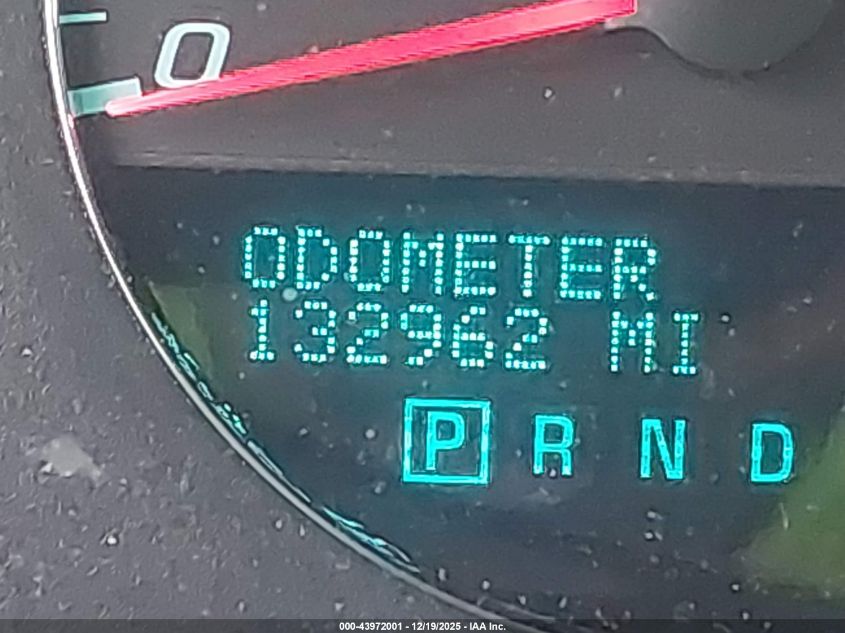 0
ODOMETER
132962 MI
P R N D
000-43972001 - 12/19/2025 - IAA Inc.